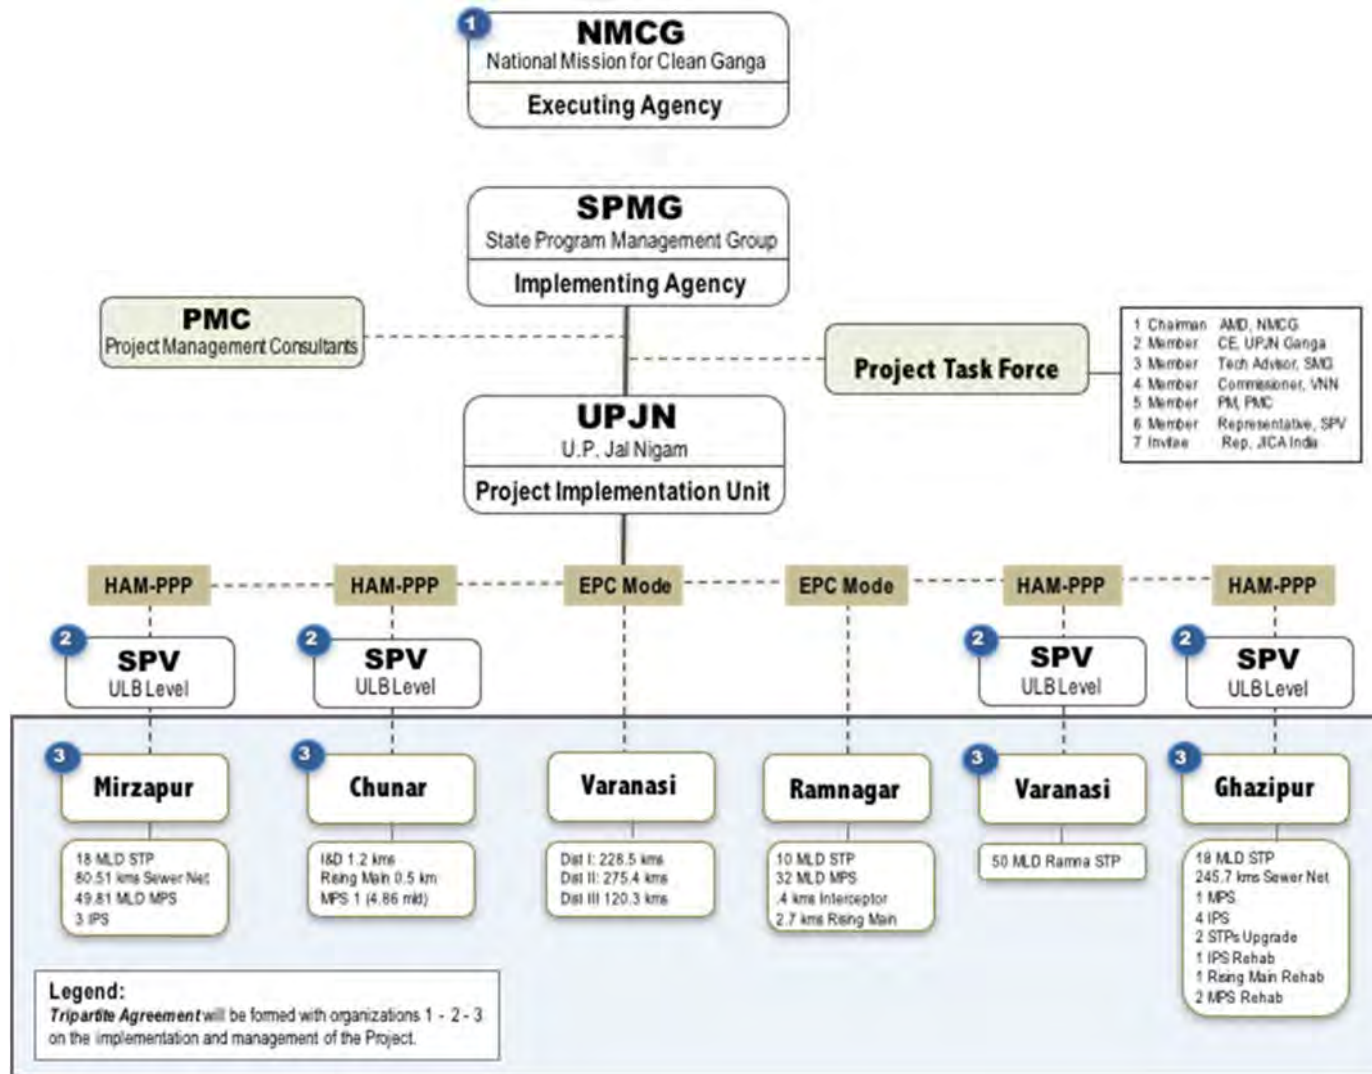 1
NMCG
National Mission for Clean Ganga
Executing Agency
SPMG
State Program Management Group
Implementing Agency
PMC
Project Management Consultants
Project Task Force
1 Chairman AMD, NMCG
2 Member CE, UPJN Ganga
3 Member Tech Advisor, SMG
4 Member Commissioner, VNN
5 Member PM, PMC
6 Member Representative, SPV
7 Invitee Rep, JICA India
UPJN
U.P. Jal Nigam
Project Implementation Unit
HAM-PPP
HAM-PPP
EPC Mode
EPC Mode
HAM-PPP
HAM-PPP
2
SPV
ULB Level
2
SPV
ULB Level
2
SPV
ULB Level
2
SPV
ULB Level
3
Mirzapur
18 MLD STP
80.51 kms Sewer Net
49.81 MLD MPS
3 IPS
3
Chunar
I&D 1.2 kms
Rising Main 0.5 km
MPS 1 (4.86 mld)
Varanasi
Dist I: 228.5 kms
Dist II: 275.4 kms
Dist III 120.3 kms
Ramnagar
10 MLD STP
32 MLD MPS
.4 kms Interceptor
2.7 kms Rising Main
3
Varanasi
50 MLD Ramna STP
3
Ghazipur
19 MLD STP
245.7 kms Sewer Net
1 MPS
4 IPS
2 STPs Upgrade
1 IPS Rehab
1 Rising Main Rehab
2 MPS Rehab
Legend:
Tripartite Agreement will be formed with organizations 1 - 2 - 3
on the implementation and management of the Project.